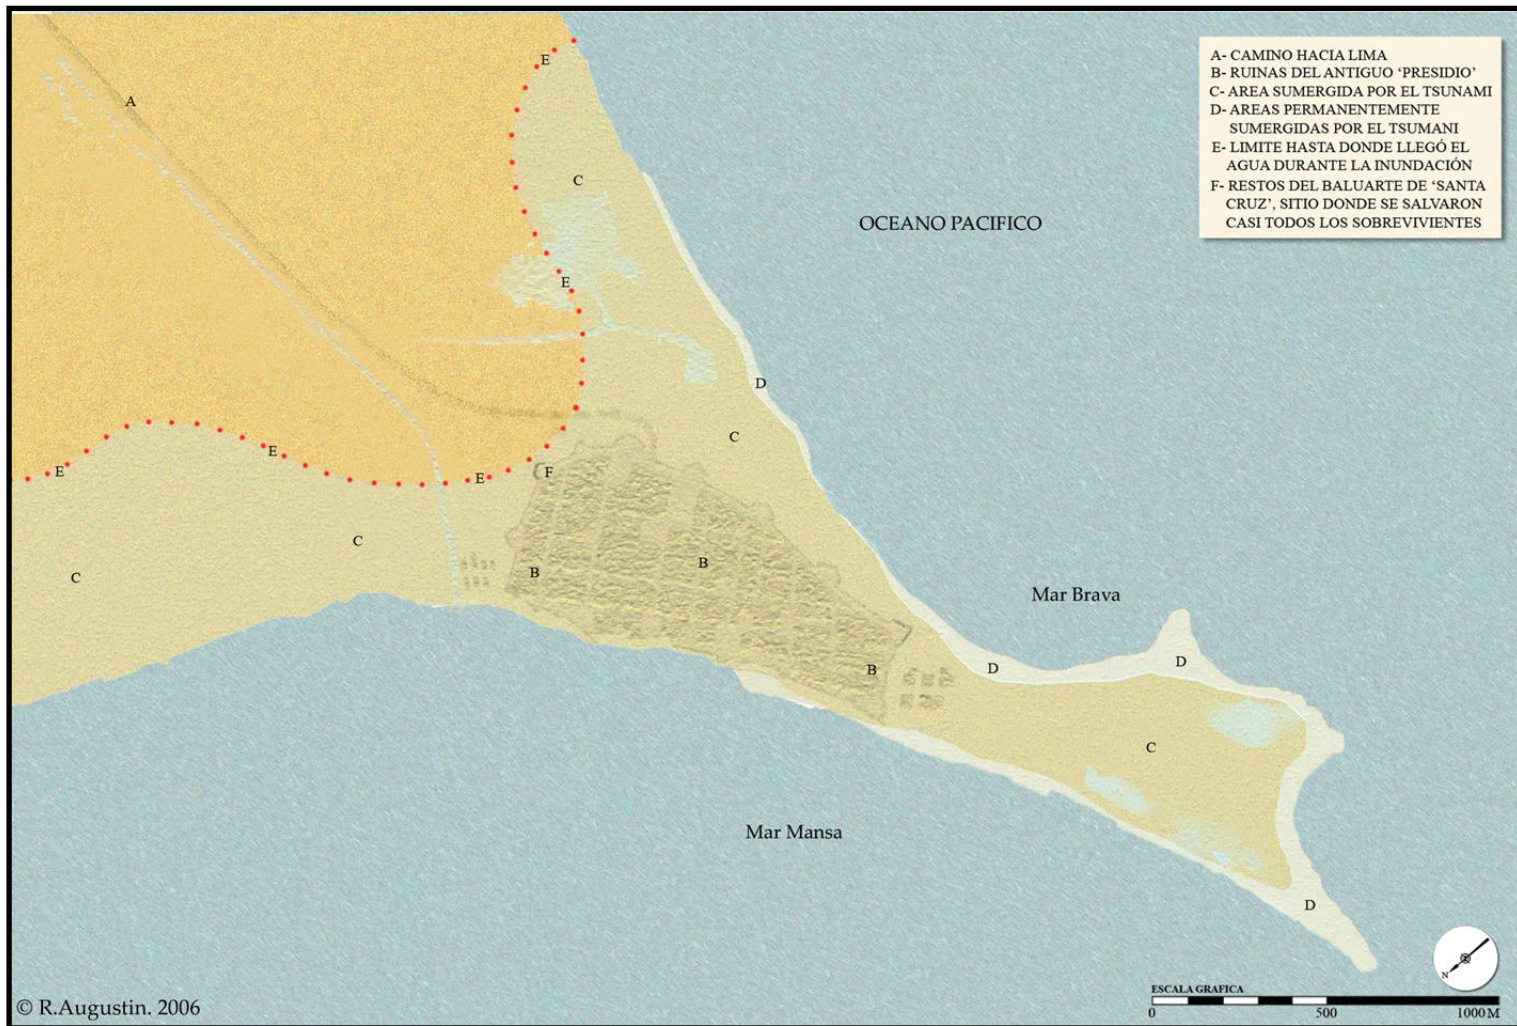 A- CAMINO HACIA LIMA
B- RUINAS DEL ANTIGUO ‘PRESIDIO’
C- AREA SUMERGIDA POR EL TSUNAMI
D- AREAS PERMANENTEMENTE
SUMERGIDAS POR EL TSUMANI
E- LIMITE HASTA DONDE LLEGÓ EL
AGUA DURANTE LA INUNDACIÓN
F- RESTOS DEL BALUARTE DE ‘SANTA
CRUZ’, SITIO DONDE SE SALVARON
CASI TODOS LOS SOBREVIVIENTES
E
A
C
OCEANO PACIFICO
E
D
C
E
E
E
F
C
C
B
B
Mar Brava
B
D
D
C
Mar Mansa
D
N
ESCALA GRAFICA
0 500 1000 M
© R.Augustin. 2006